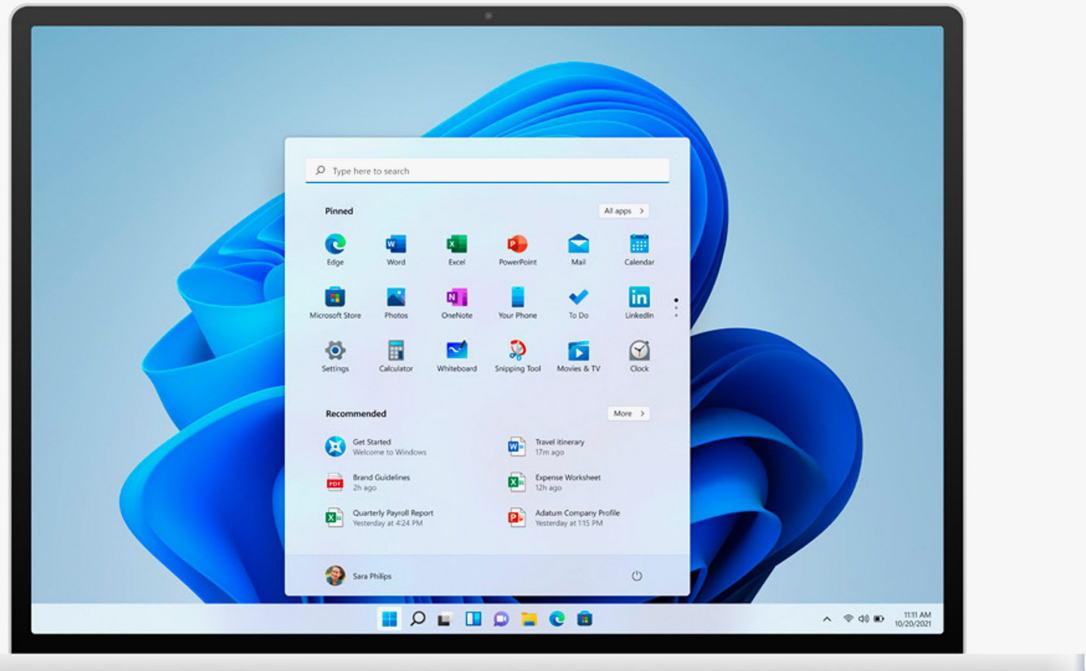 Type here to search
Pinned
All apps >
Edge
Word
Excel
PowerPoint
Mail
Calendar
Microsoft Store
Photos
OneNote
Your Phone
To Do
LinkedIn
Settings
Calculator
Whiteboard
Snipping Tool
Movies & TV
Clock
Recommended
More >
Get Started
Welcome to Windows
Travel itinerary
17m ago
Brand Guidelines
2h ago
Expense Worksheet
12h ago
Quarterly Payroll Report
Yesterday at 4:24 PM
Adatum Company Profile
Yesterday at 1:15 PM
Sara Philips
11:11 AM
10/20/2021